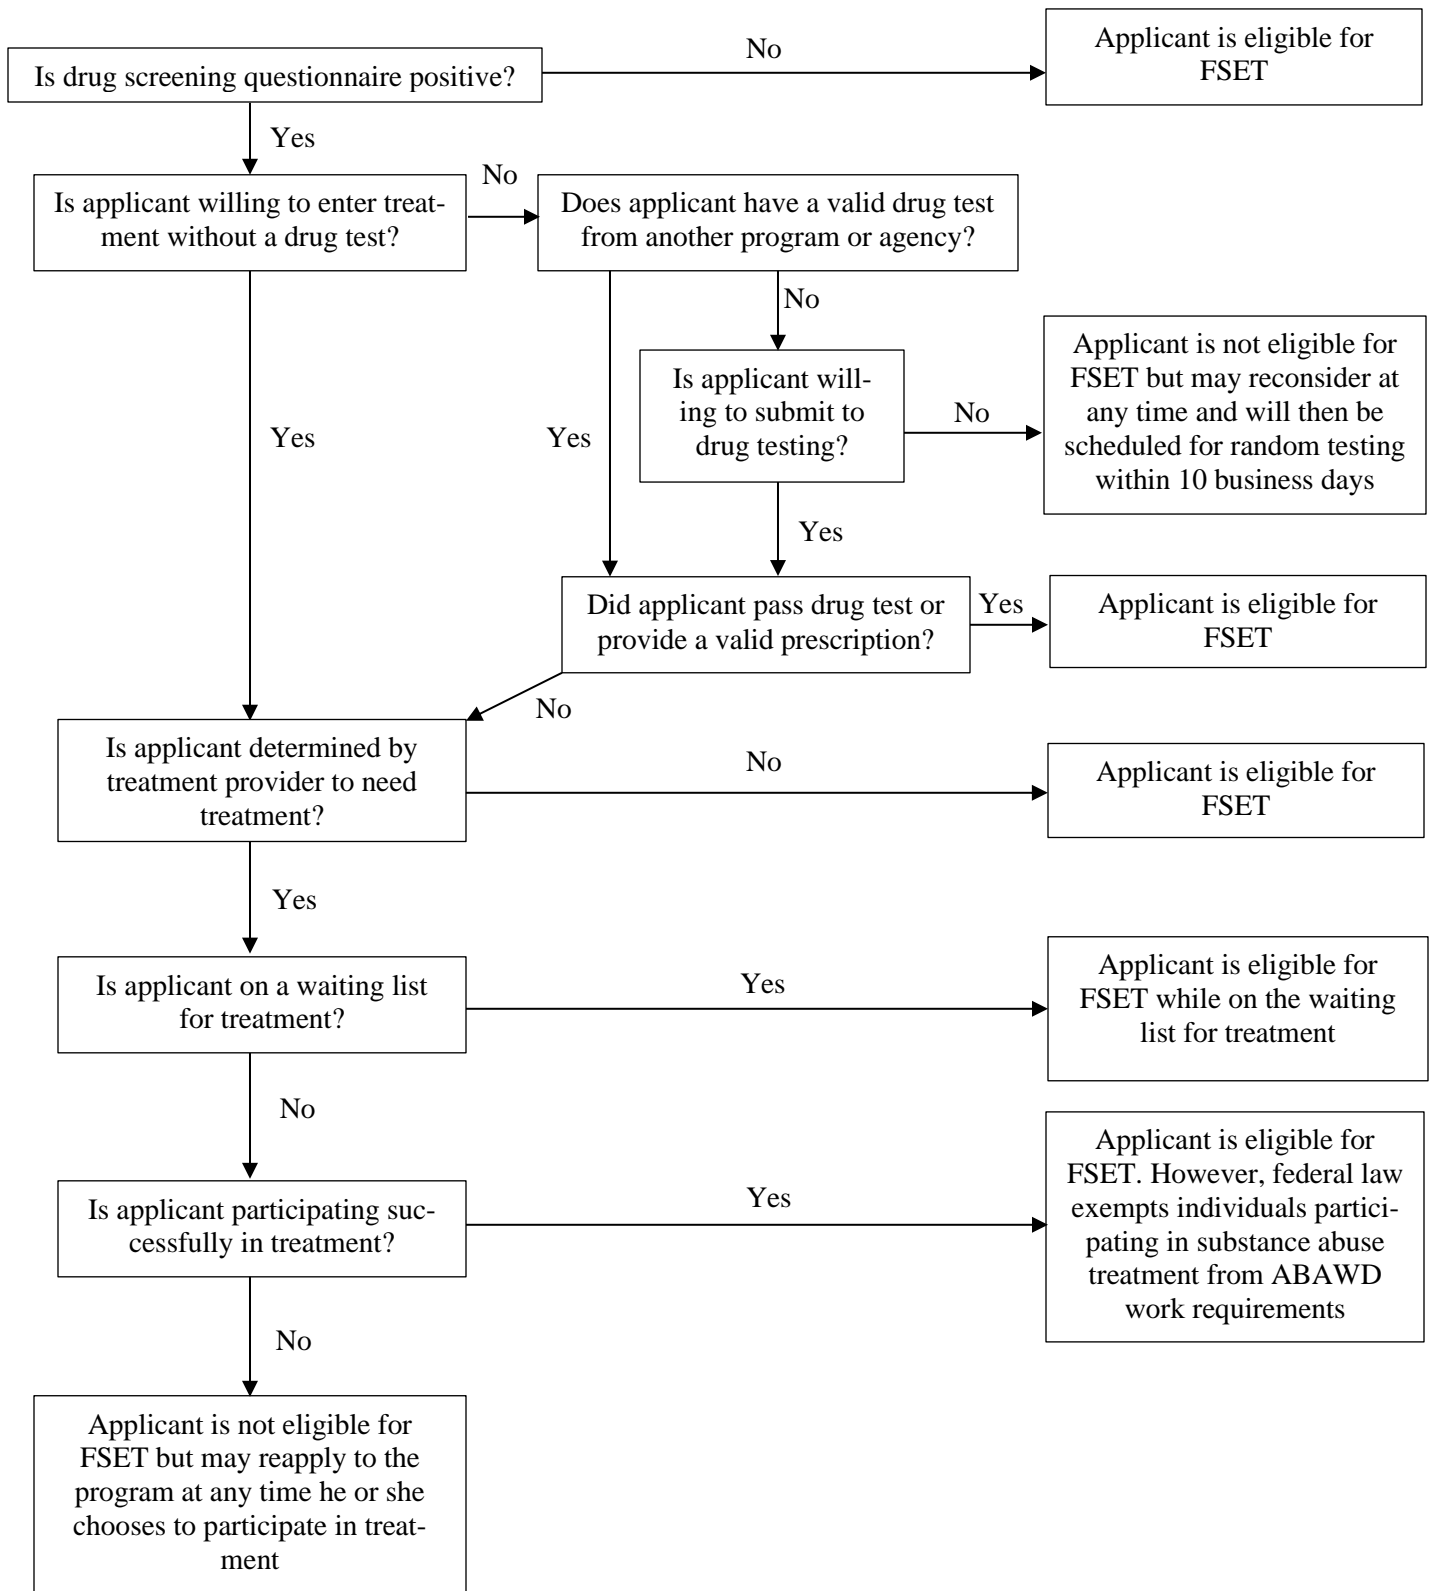 No
Applicant is eligible for
FSET
Is drug screening questionnaire positive?
Yes
No
Is applicant willing to enter treat-
ment without a drug test?
Does applicant have a valid drug test
from another program or agency?
No
Applicant is not eligible for
FSET but may reconsider at
any time and will then be
scheduled for random testing
within 10 business days
Is applicant will-
ing to submit to
drug testing?
No
Yes
Yes
Yes
Did applicant pass drug test or
provide a valid prescription?
Yes
Applicant is eligible for
FSET
No
Is applicant determined by
treatment provider to need
treatment?
No
Applicant is eligible for
FSET
Yes
Is applicant on a waiting list
for treatment?
Yes
Applicant is eligible for
FSET while on the waiting
list for treatment
No
Is applicant participating suc-
cessfully in treatment?
Yes
Applicant is eligible for
FSET. However, federal law
exempts individuals partici-
pating in substance abuse
treatment from ABAWD
work requirements
No
Applicant is not eligible for
FSET but may reapply to the
program at any time he or she
chooses to participate in treat-
ment